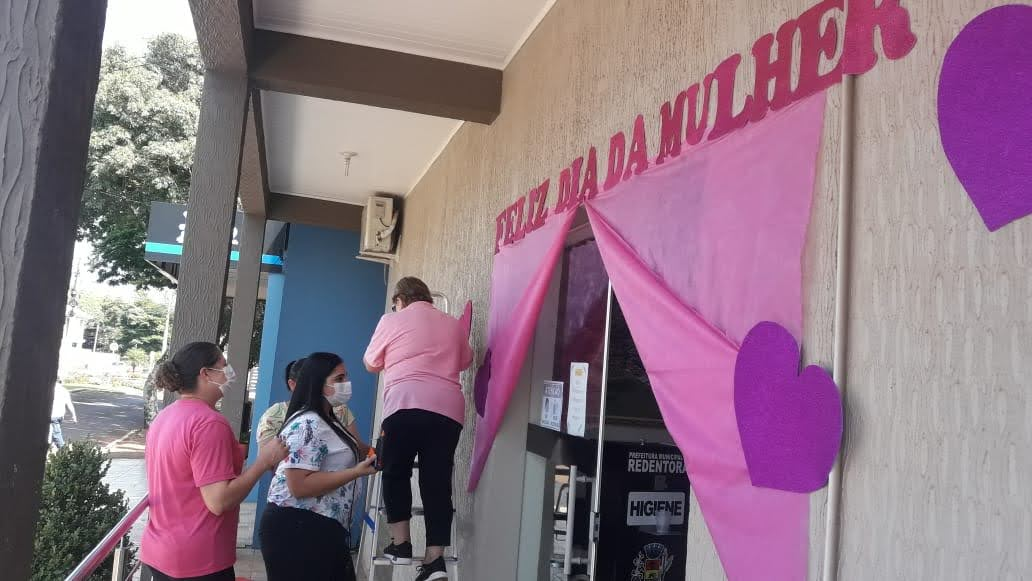 FELIZ DIA DA MULHER
PREFEITURA MUNICIPAL
REDENTORA
HIGIENE